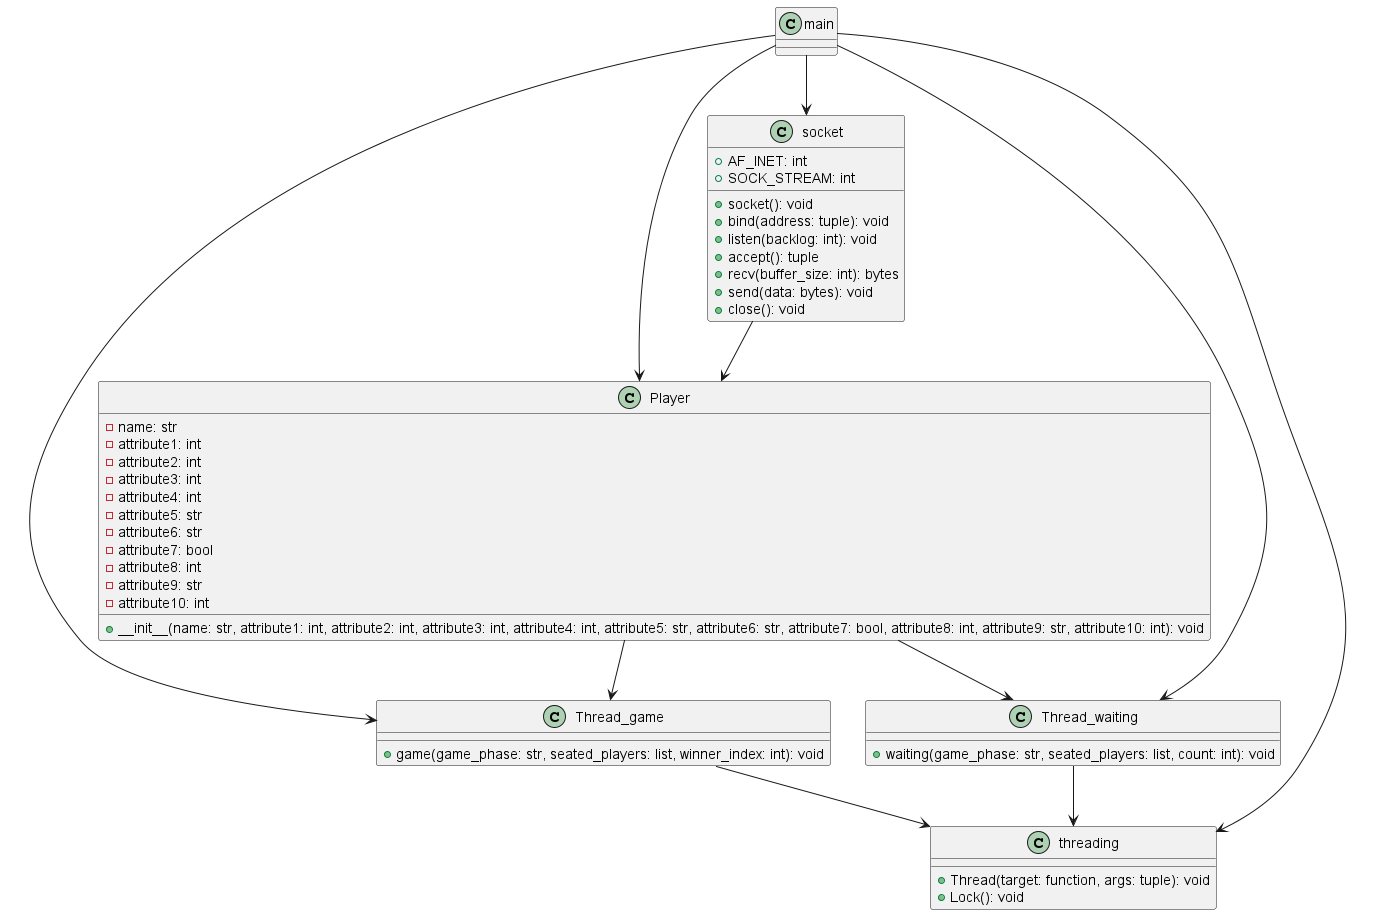 C main
C socket
AF_INET: int
SOCK_STREAM: int
socket(): void
bind(address: tuple): void
listen(backlog: int): void
accept(): tuple
recv(buffer_size: int): bytes
send(data: bytes): void
close(): void
C Player
name: str
attribute1: int
attribute2: int
attribute3: int
attribute4: int
attribute5: str
attribute6: str
attribute7: bool
attribute8: int
attribute9: str
attribute10: int
__init__(name: str, attribute1: int, attribute2: int, attribute3: int, attribute4: int, attribute5: str, attribute6: str, attribute7: bool, attribute8: int, attribute9: str, attribute10: int): void
C Thread_game
game(game_phase: str, seated_players: list, winner_index: int): void
C Thread_waiting
waiting(game_phase: str, seated_players: list, count: int): void
C threading
Thread(target: function, args: tuple): void
Lock(): void